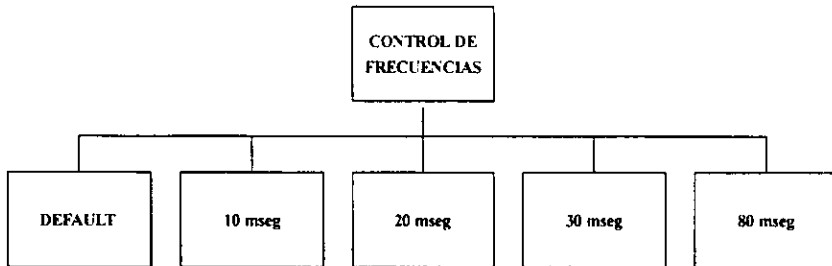 CONTROL DE
FRECUENCIAS
DEFAULT
10 mseg
20 mseg
30 mseg
80 mseg